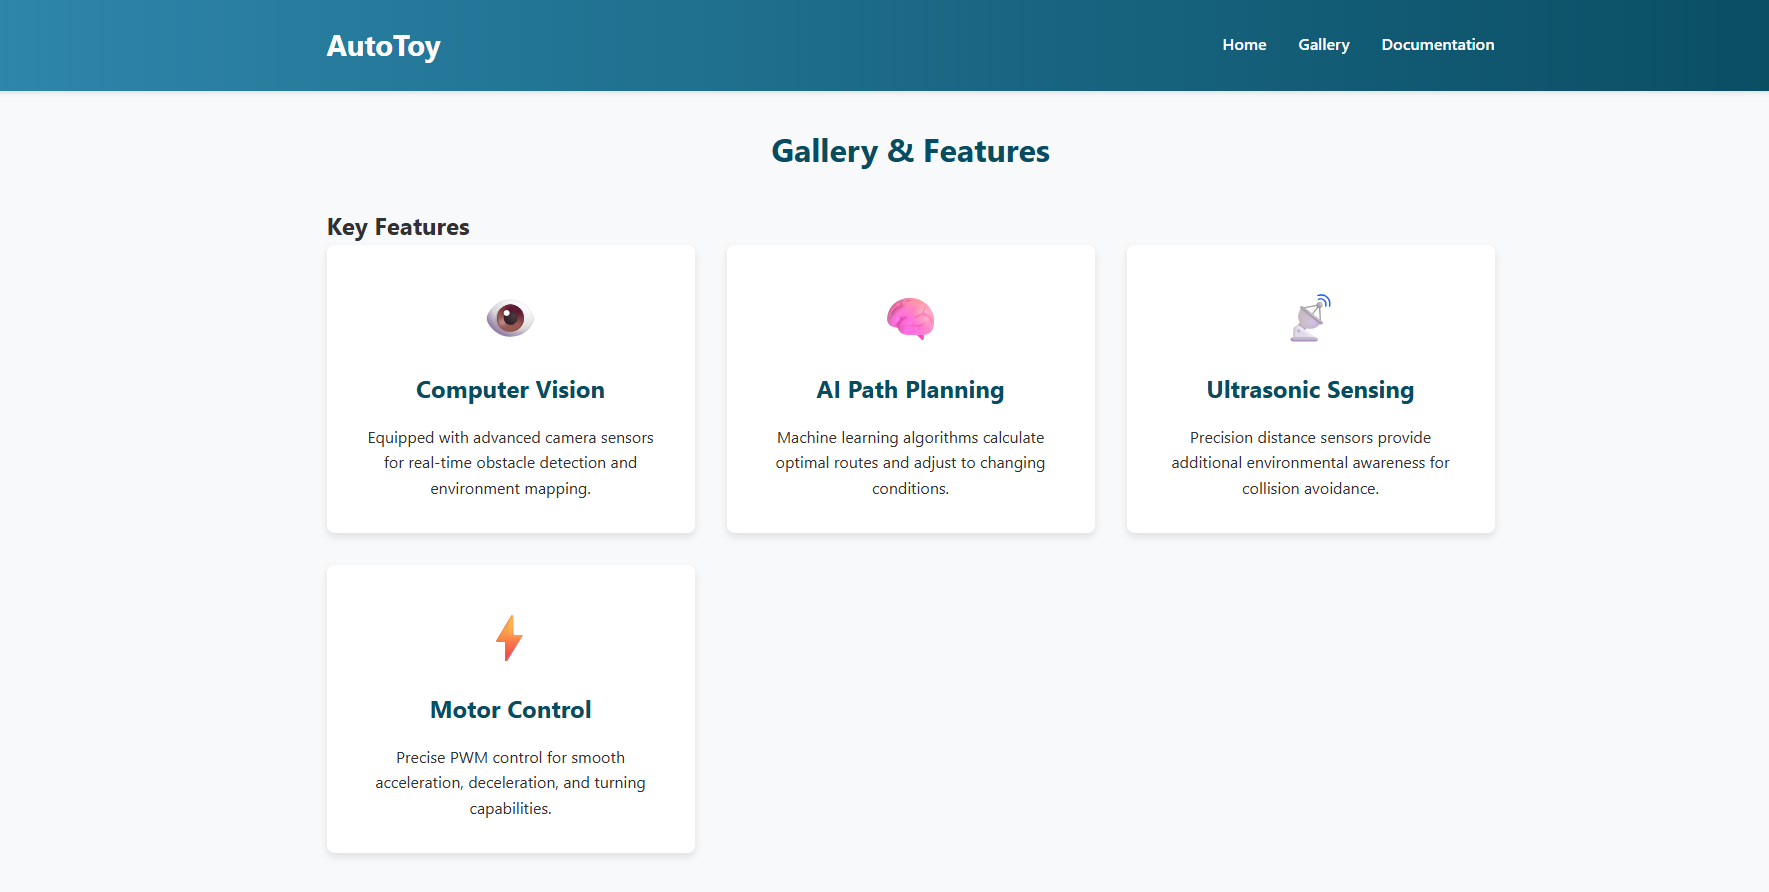 AutoToy
Home Gallery Documentation
Gallery & Features
Key Features
Computer Vision
Equipped with advanced camera sensors
for real-time obstacle detection and
environment mapping.
AI Path Planning
Machine learning algorithms calculate
optimal routes and adjust to changing
conditions.
Ultrasonic Sensing
Precision distance sensors provide
additional environmental awareness for
collision avoidance.
Motor Control
Precise PWM control for smooth
acceleration, deceleration, and turning
capabilities.